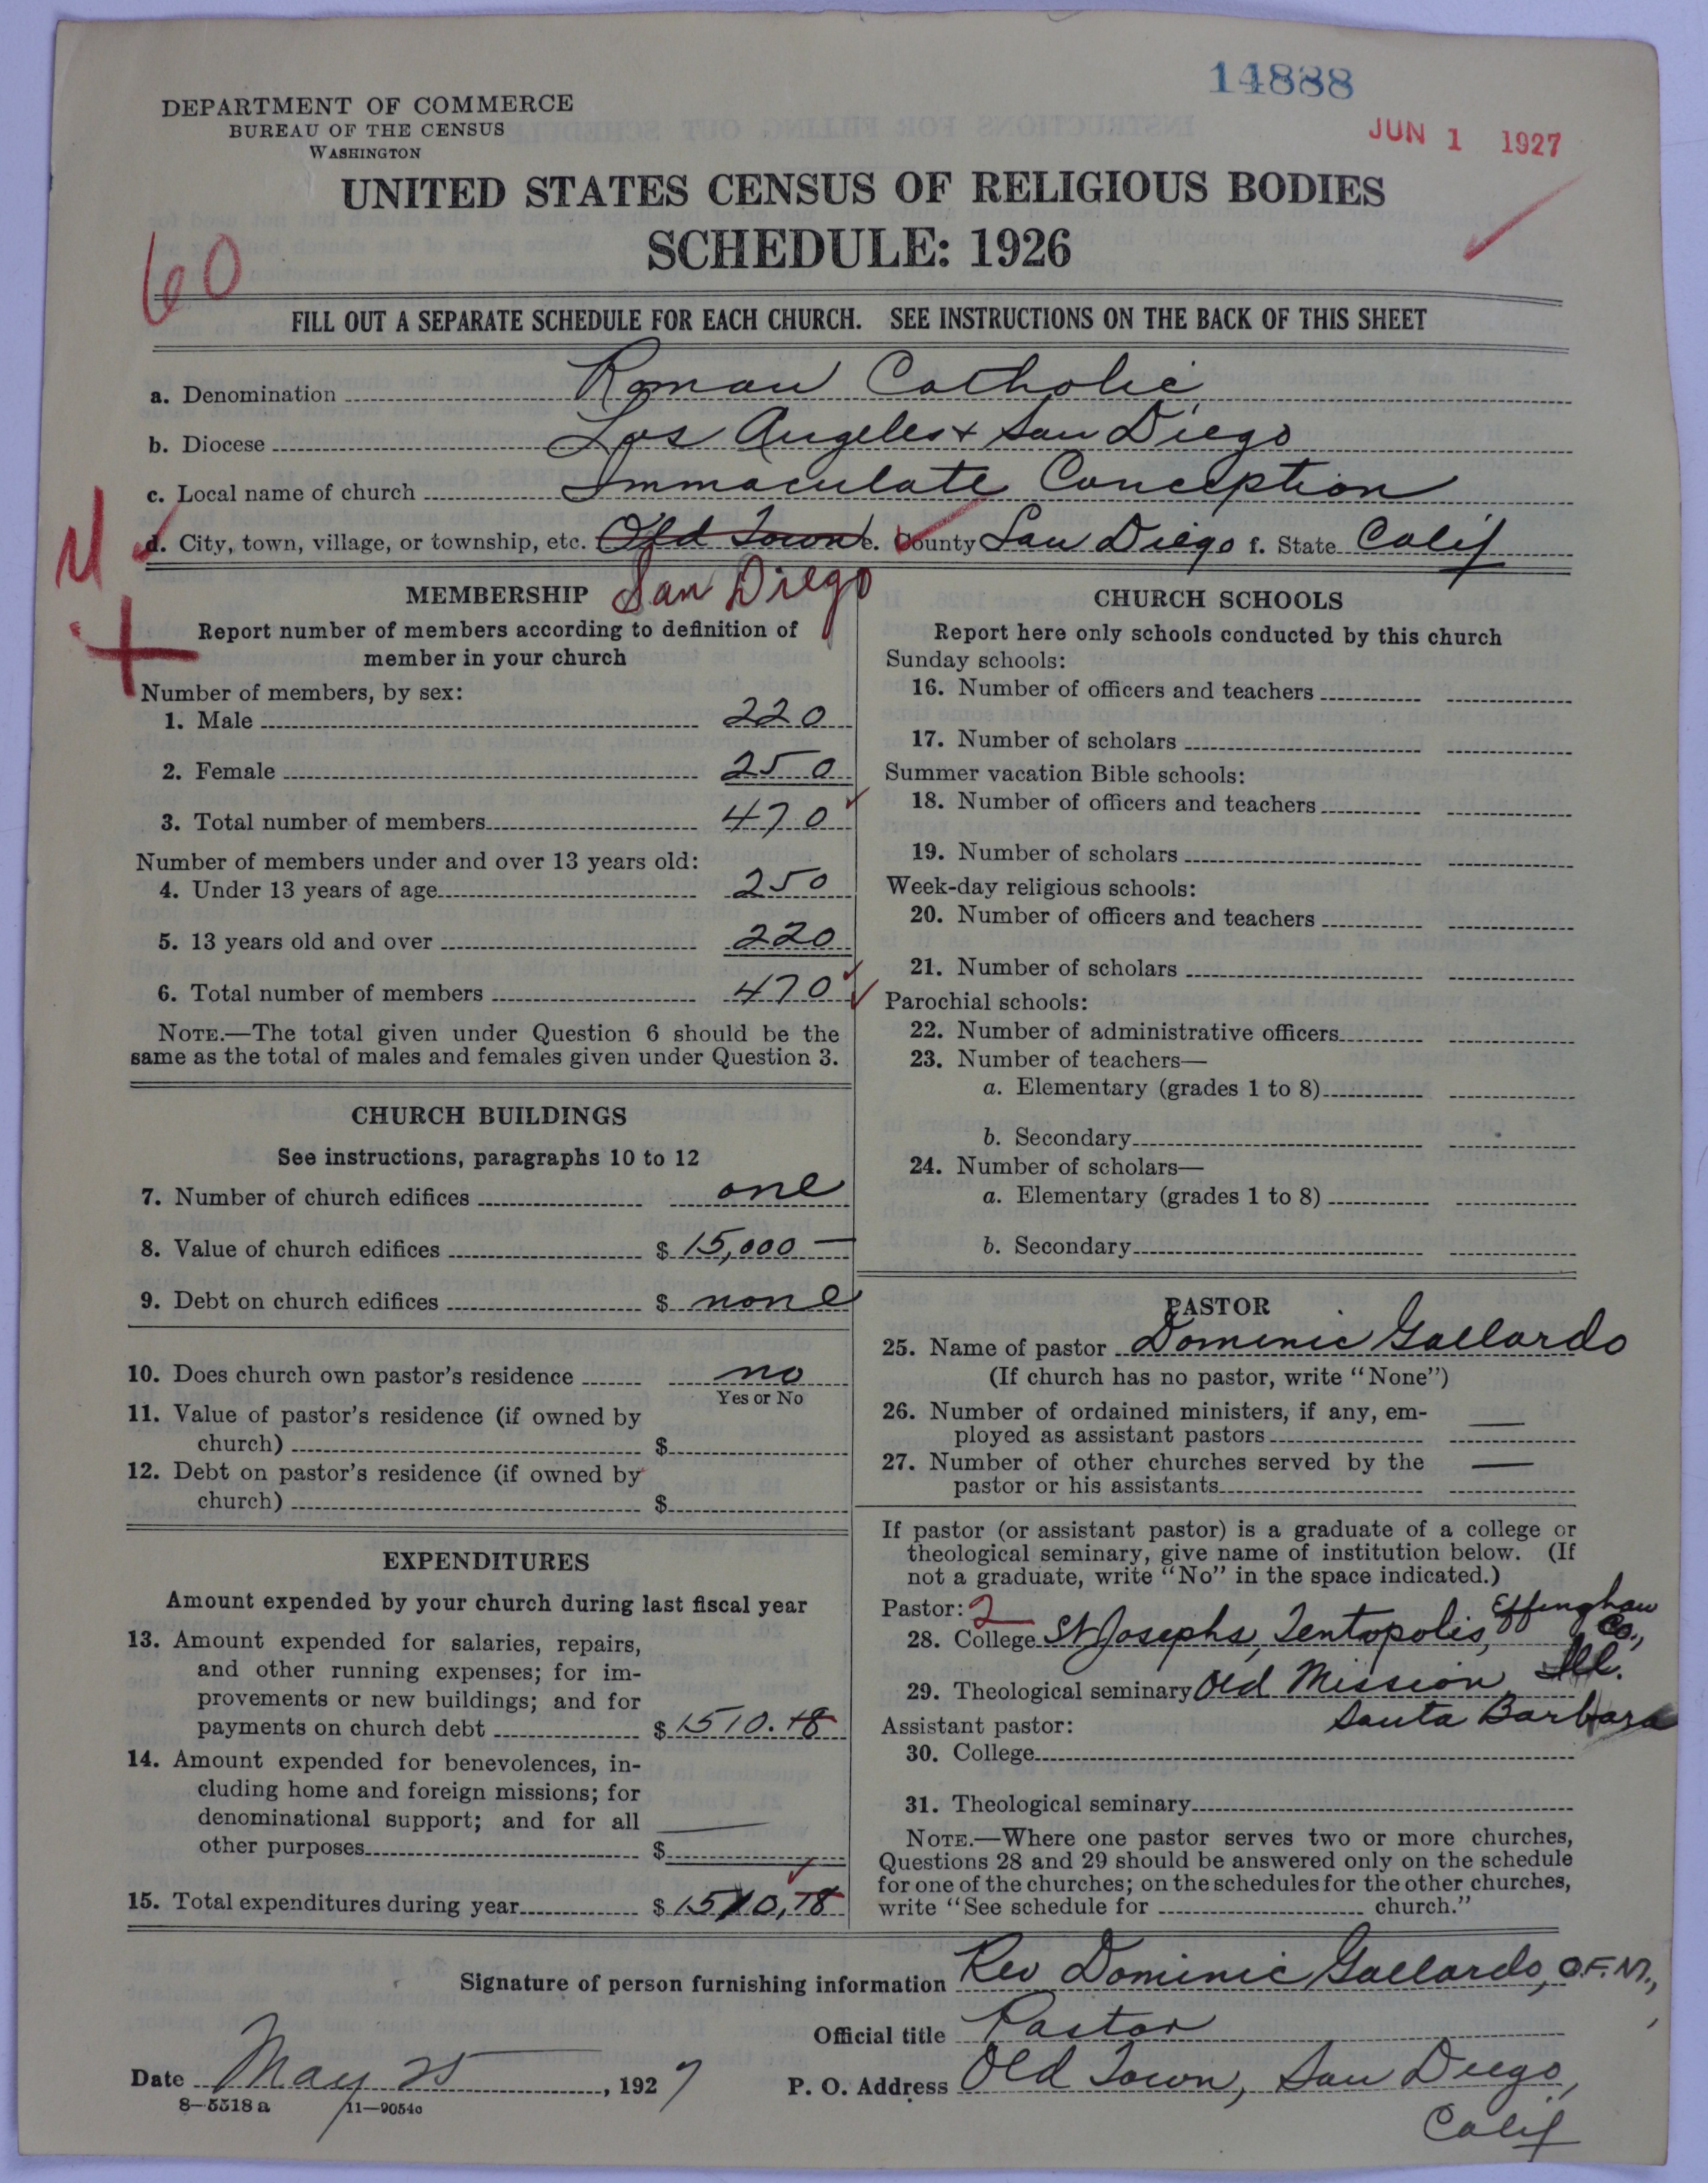 14888
JUN 1 1927
DEPARTMENT OF COMMERCE
BUREAU OF THE CENSUS
WASHINGTON
UNITED STATES CENSUS OF RELIGIOUS BODIES
SCHEDULE: 1926
60
FILL OUT A SEPARATE SCHEDULE FOR EACH CHURCH. SEE INSTRUCTIONS ON THE BACK OF THIS SHEET
a. Denomination Roman Catholic
b. Diocese Los Angeles + San Diego
c. Local name of church Immaculate Conception
d. City, town, village, or township, etc. Old Town e. County San Diego f. State Calif
San Diego
MEMBERSHIP
Report number of members according to definition of
member in your church
Number of members, by sex:
1. Male 220
2. Female 250
3. Total number of members 470
Number of members under and over 13 years old:
4. Under 13 years of age 250
5. 13 years old and over 220
6. Total number of members 470
NOTE.—The total given under Question 6 should be the
same as the total of males and females given under Question 3.
CHURCH BUILDINGS
See instructions, paragraphs 10 to 12
7. Number of church edifices one
8. Value of church edifices $ 15,000 —
9. Debt on church edifices $ none
10. Does church own pastor's residence no
Yes or No
11. Value of pastor's residence (if owned by
church) $
12. Debt on pastor's residence (if owned by
church) $
EXPENDITURES
Amount expended by your church during last fiscal year
13. Amount expended for salaries, repairs,
and other running expenses; for im-
provements or new buildings; and for
payments on church debt $ 1510.18
14. Amount expended for benevolences, in-
cluding home and foreign missions; for
denominational support; and for all
other purposes $ —
15. Total expenditures during year $ 1510,18
CHURCH SCHOOLS
Report here only schools conducted by this church
Sunday schools:
16. Number of officers and teachers
17. Number of scholars
Summer vacation Bible schools:
18. Number of officers and teachers
19. Number of scholars
Week-day religious schools:
20. Number of officers and teachers
21. Number of scholars
Parochial schools:
22. Number of administrative officers
23. Number of teachers—
a. Elementary (grades 1 to 8)
b. Secondary
24. Number of scholars—
a. Elementary (grades 1 to 8)
b. Secondary
PASTOR
25. Name of pastor Dominic Gallardo
(If church has no pastor, write "None")
26. Number of ordained ministers, if any, em-
ployed as assistant pastors —
27. Number of other churches served by the
pastor or his assistants —
If pastor (or assistant pastor) is a graduate of a college or
theological seminary, give name of institution below. (If
not a graduate, write "No" in the space indicated.)
Pastor: 2
28. College St Josephs, Teutopolis, Effingham Co., Ill.
29. Theological seminary Old Mission, Santa Barbara
Assistant pastor:
30. College
31. Theological seminary
NOTE.—Where one pastor serves two or more churches,
Questions 28 and 29 should be answered only on the schedule
for one of the churches; on the schedules for the other churches,
write "See schedule for church."
Signature of person furnishing information Rev Dominic Gallardo, O.F.M.,
Official title Pastor
Date May 25, 1927 P. O. Address Old Town, San Diego,
Calif
8—5518 a 11—9054c